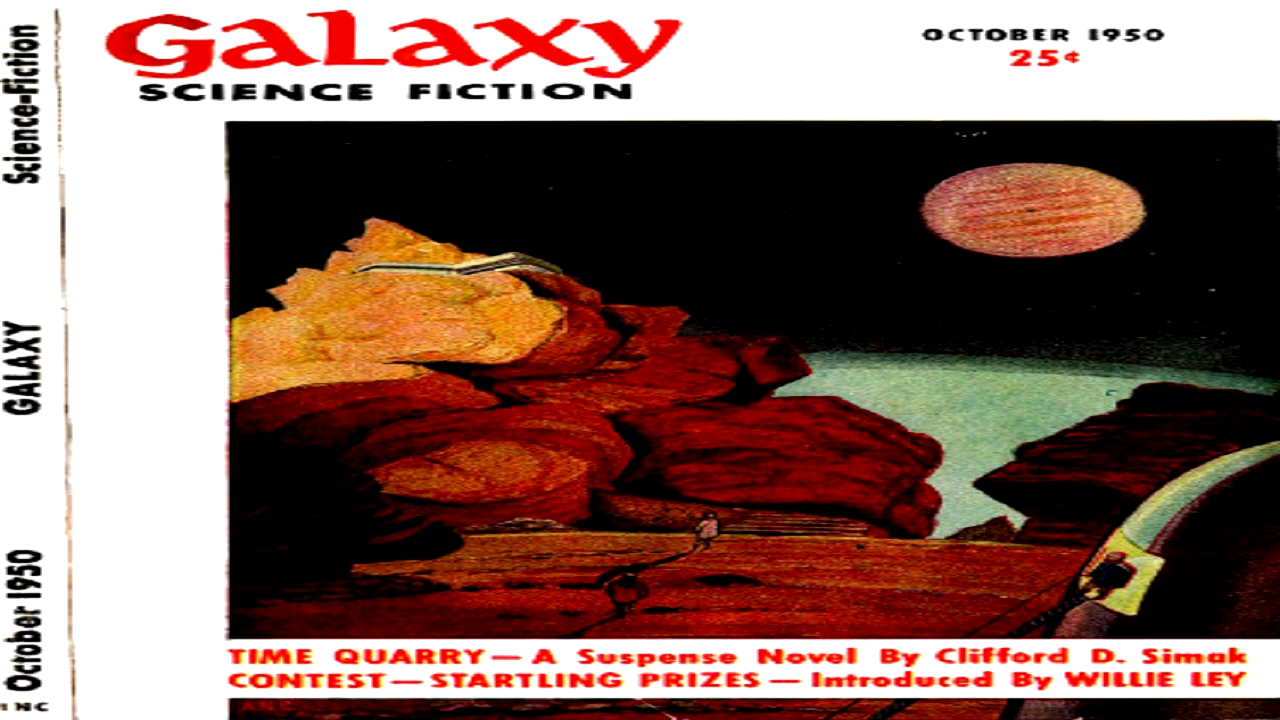 GaLaxy
SCIENCE FICTION
OCTOBER 1950
25¢
Science-Fiction
GALAXY
October 1950
INC
TIME QUARRY—A Suspense Novel By Clifford D. Simak
CONTEST—STARTLING PRIZES—Introduced By WILLIE LEY